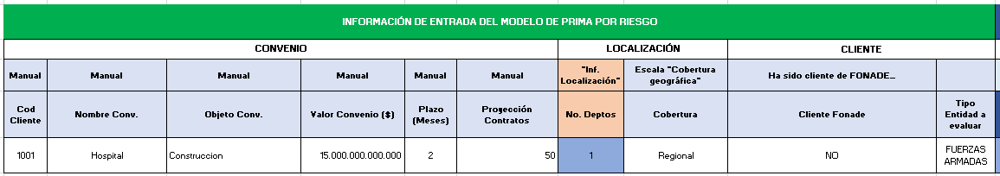 INFORMACIÓN DE ENTRADA DEL MODELO DE PRIMA POR RIESGO
CONVENIO LOCALIZACIÓN CLIENTE
Manual Manual Manual Manual Manual Manual "Inf. Localización" Escala "Cobertura geográfica" Ha sido cliente de FONADE...
Cod Cliente Nombre Conv. Objeto Conv. Valor Convenio ($) Plazo (Meses) Proyección Contratos No. Deptos Cobertura Cliente Fonade Tipo Entidad a evaluar
1001 Hospital Construccion 15.000.000.000.000 2 50 1 Regional NO FUERZAS ARMADAS